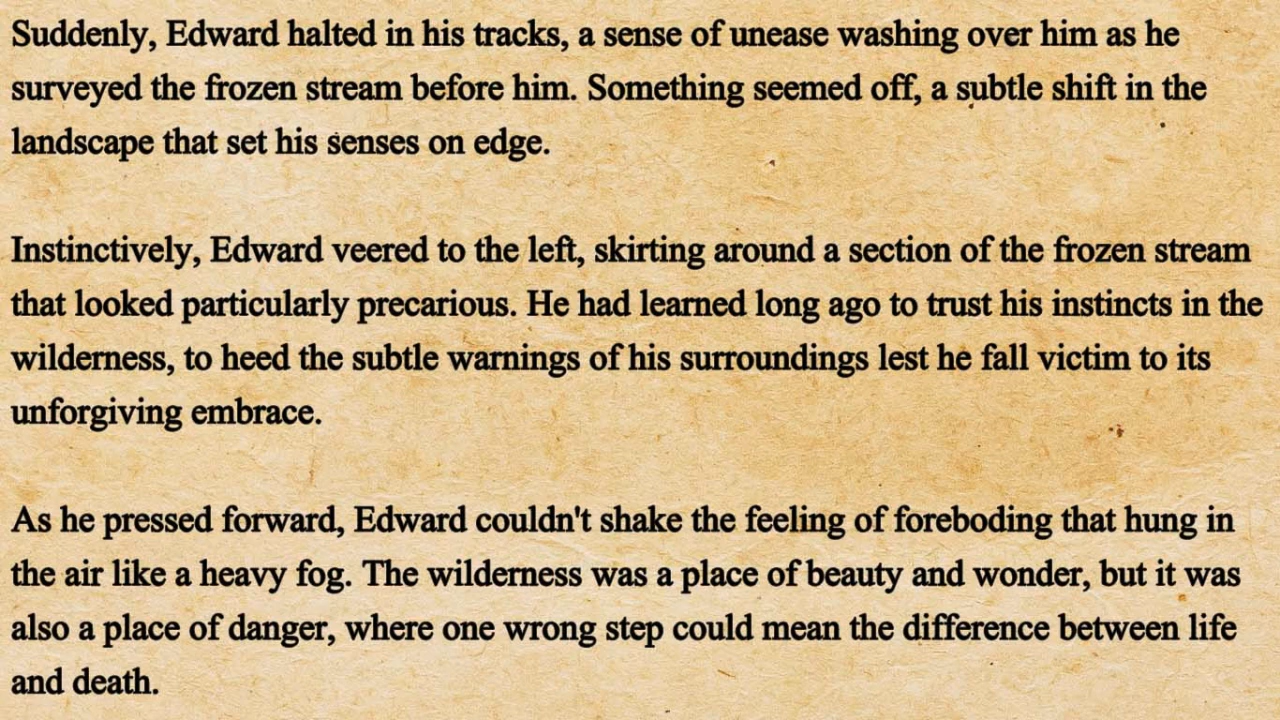 Suddenly, Edward halted in his tracks, a sense of unease washing over him as he
surveyed the frozen stream before him. Something seemed off, a subtle shift in the
landscape that set his senses on edge.
Instinctively, Edward veered to the left, skirting around a section of the frozen stream
that looked particularly precarious. He had learned long ago to trust his instincts in the
wilderness, to heed the subtle warnings of his surroundings lest he fall victim to its
unforgiving embrace.
As he pressed forward, Edward couldn't shake the feeling of foreboding that hung in
the air like a heavy fog. The wilderness was a place of beauty and wonder, but it was
also a place of danger, where one wrong step could mean the difference between life
and death.